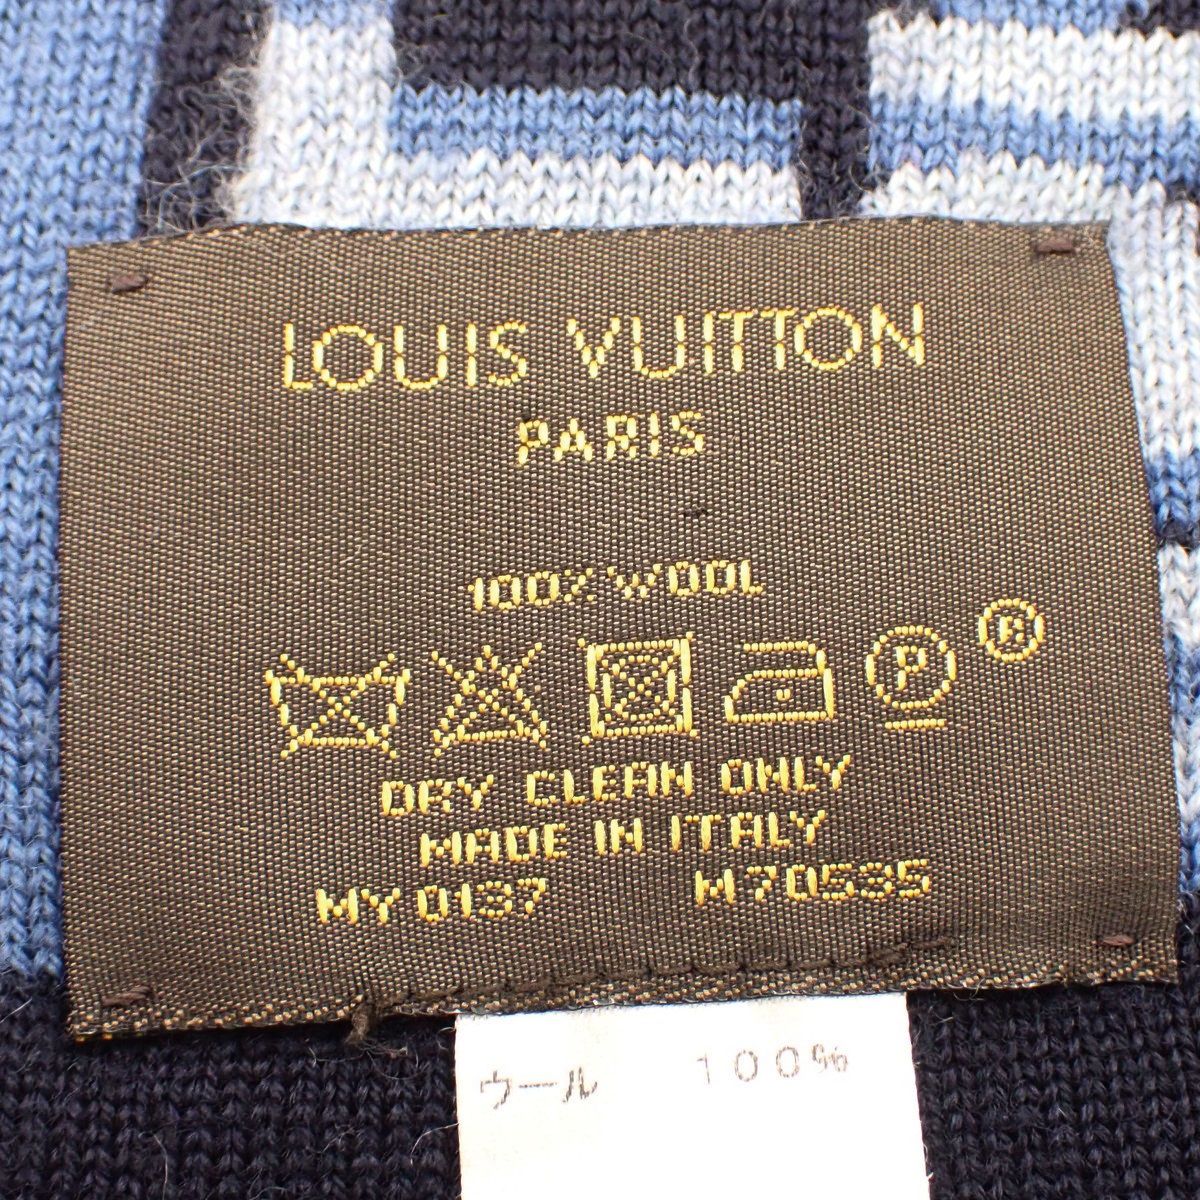 LOUIS VUITTON
PARIS
100% WOOL
P ®
DRY CLEAN ONLY
MADE IN ITALY
MY0137 M70535
ウール 100%